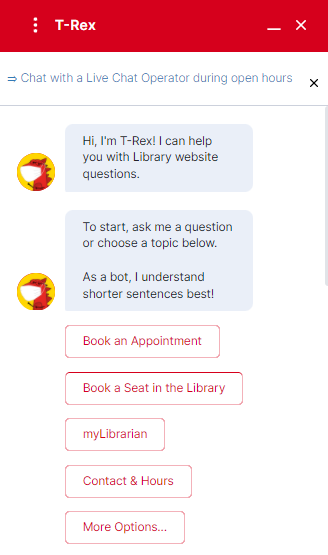 T-Rex
⇒ Chat with a Live Chat Operator during open hours
Hi, I'm T-Rex! I can help
you with Library website
questions.
To start, ask me a question
or choose a topic below.
As a bot, I understand
shorter sentences best!
Book an Appointment
Book a Seat in the Library
myLibrarian
Contact & Hours
More Options...